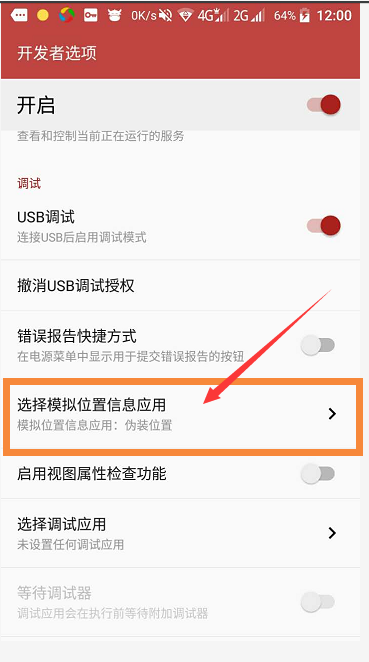 0K/s 4G 2G 64% 12:00
开发者选项
开启
查看和控制当前正在运行的服务
调试
USB调试
连接USB后启用调试模式
撤消USB调试授权
错误报告快捷方式
在电源菜单中显示用于提交错误报告的按钮
选择模拟位置信息应用
模拟位置信息应用：伪装位置
启用视图属性检查功能
选择调试应用
未设置任何调试应用
等待调试器
调试应用会在执行前等待附加调试器